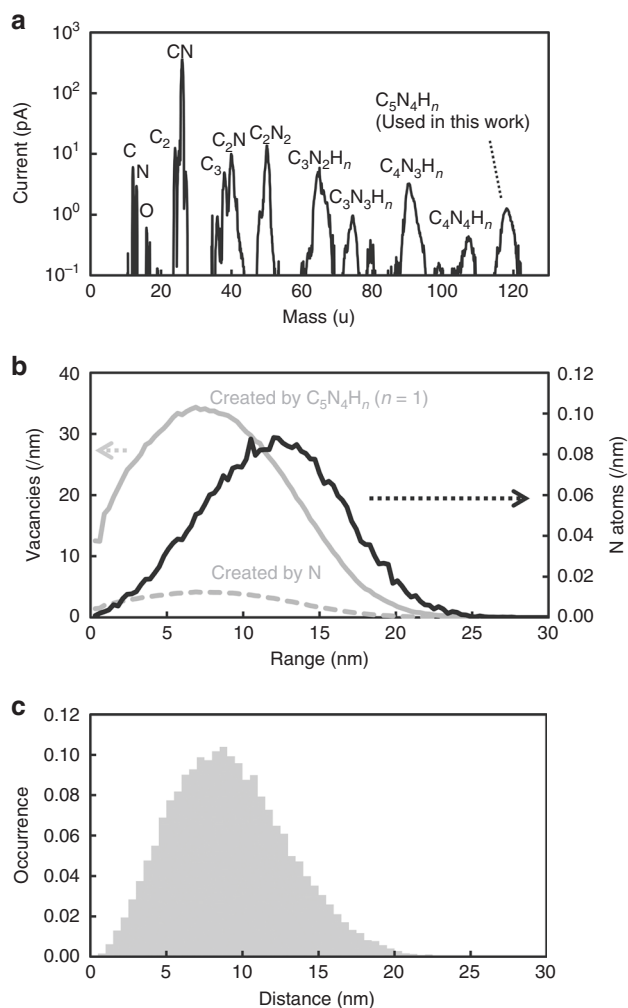 a
10³
10²
10¹
10⁰
10⁻¹
Current (pA)
CN
C₂
C
N
O
C₃
C₂N
C₂N₂
C₃N₂Hₙ
C₃N₃Hₙ
C₄N₃Hₙ
C₄N₄Hₙ
C₅N₄Hₙ
(Used in this work)
0 20 40 60 80 100 120
Mass (u)
b
40
30
20
10
0
Vacancies (/nm)
Created by C₅N₄Hₙ (n = 1)
Created by N
0.12
0.10
0.08
0.06
0.04
0.02
0.00
N atoms (/nm)
0 5 10 15 20 25 30
Range (nm)
c
0.12
0.10
0.08
0.06
0.04
0.02
0.00
Occurrence
0 5 10 15 20 25 30
Distance (nm)